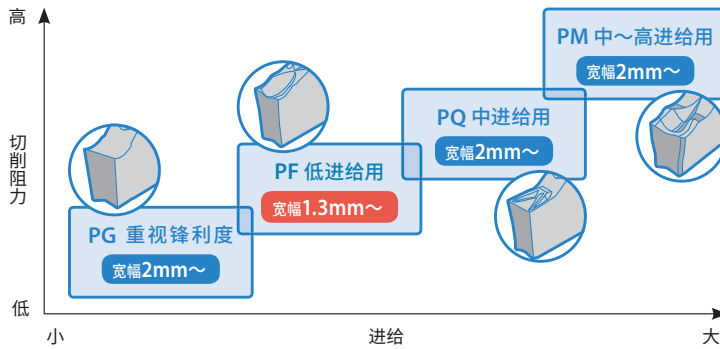 高
PM 中～高进给用
宽幅2mm～
PQ 中进给用
宽幅2mm～
切削阻力
PF 低进给用
宽幅1.3mm～
PG 重视锋利度
宽幅2mm～
低
小
进给
大